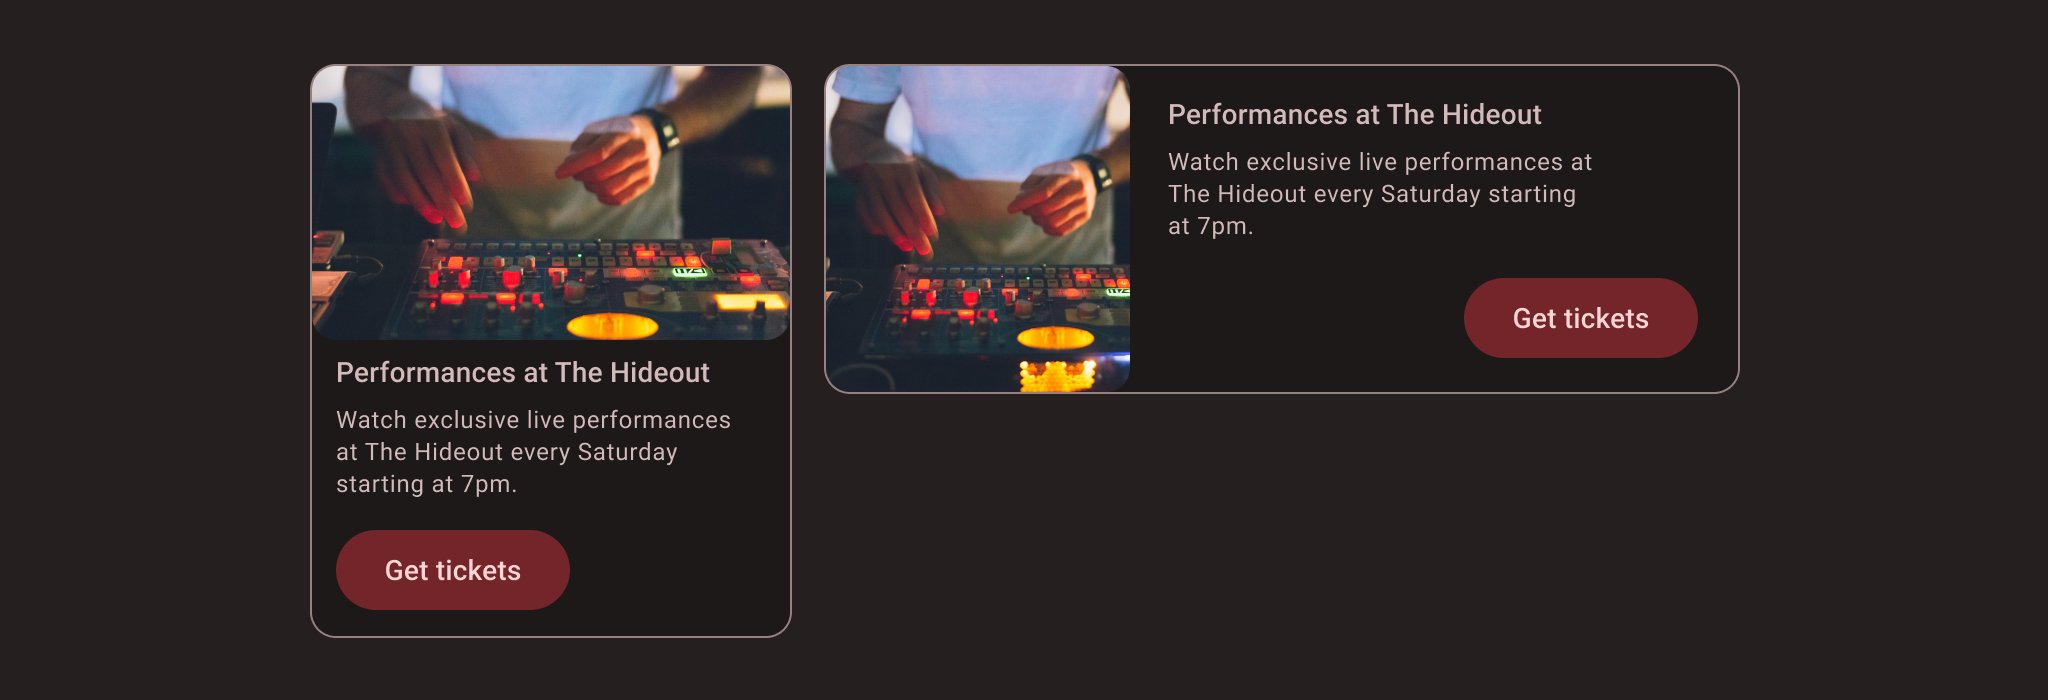 Performances at The Hideout
Watch exclusive live performances
at The Hideout every Saturday
starting at 7pm.
Get tickets
Performances at The Hideout
Watch exclusive live performances at
The Hideout every Saturday starting
at 7pm.
Get tickets